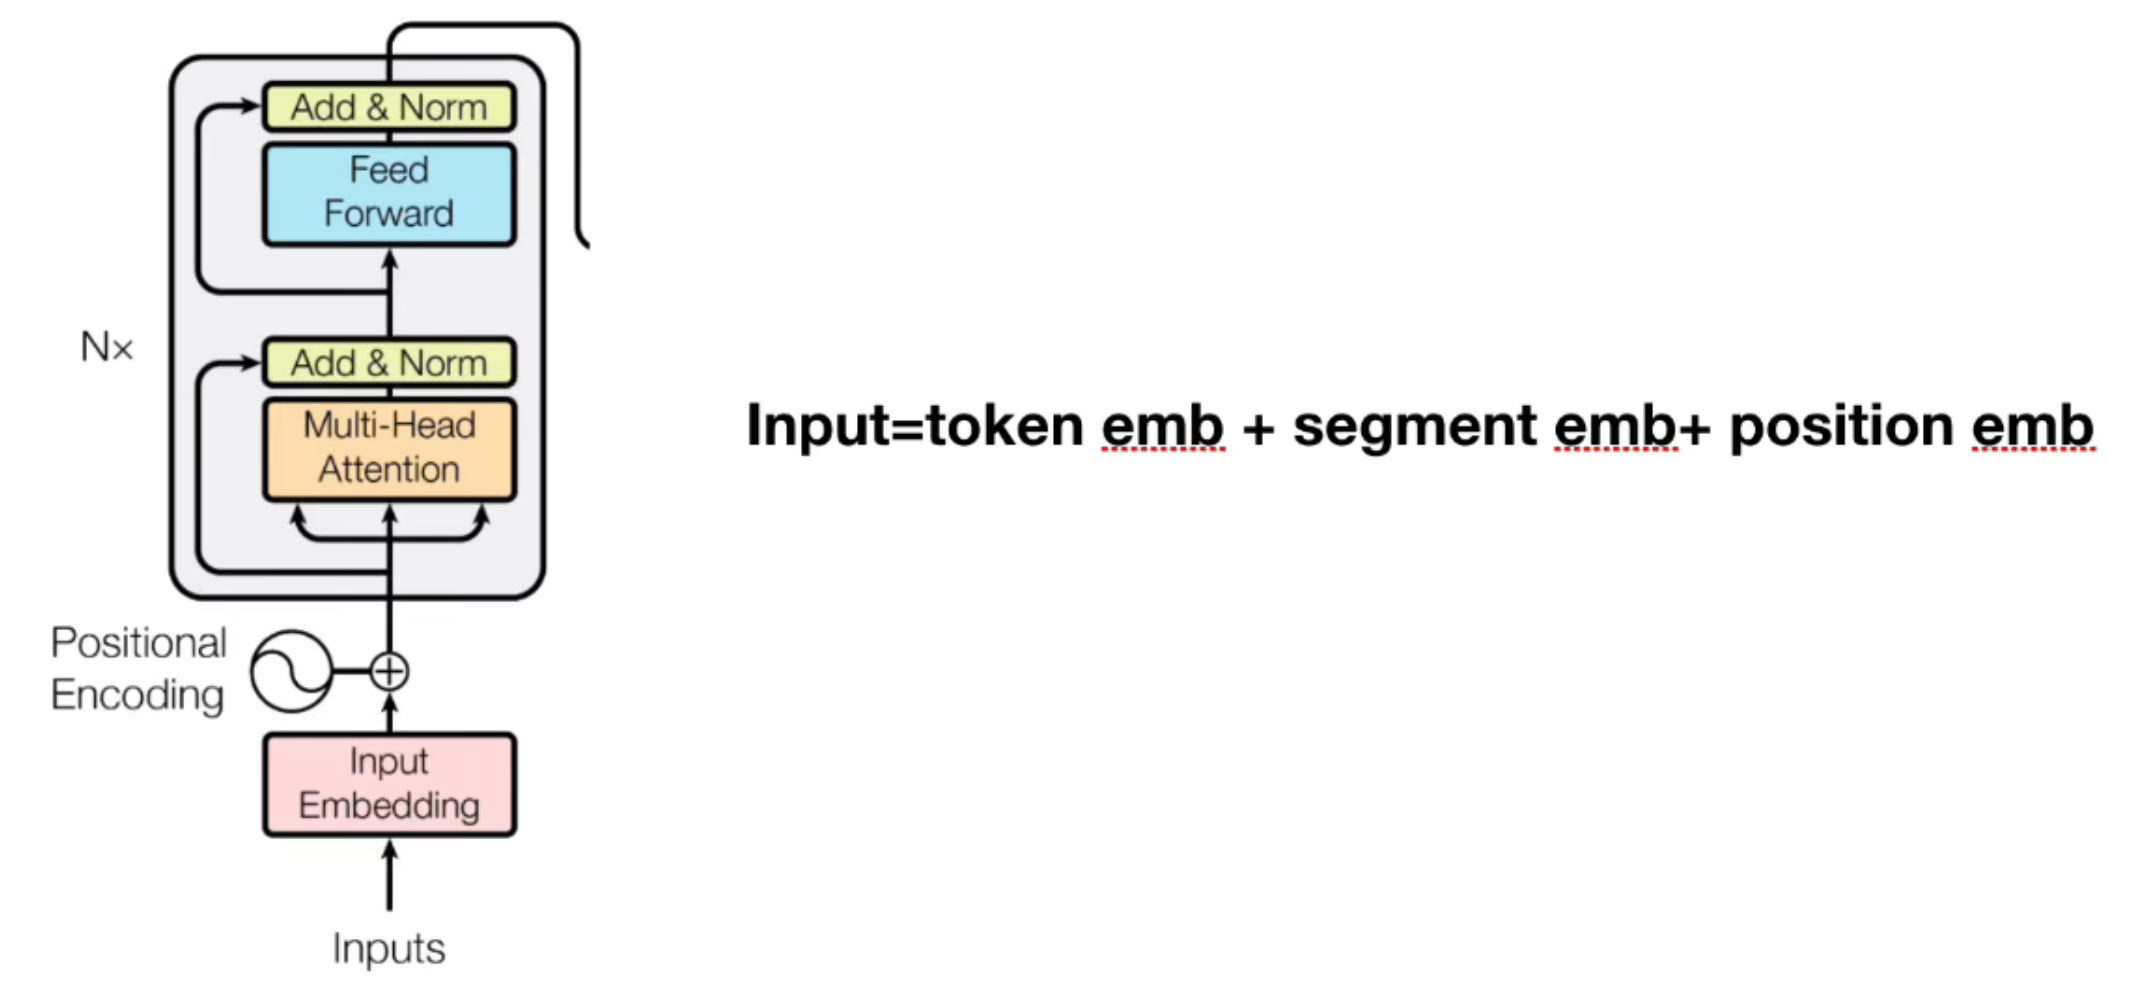 Add & Norm
Feed
Forward
N×
Add & Norm
Multi-Head
Attention
Input=token emb + segment emb+ position emb
Positional
Encoding
Input
Embedding
Inputs